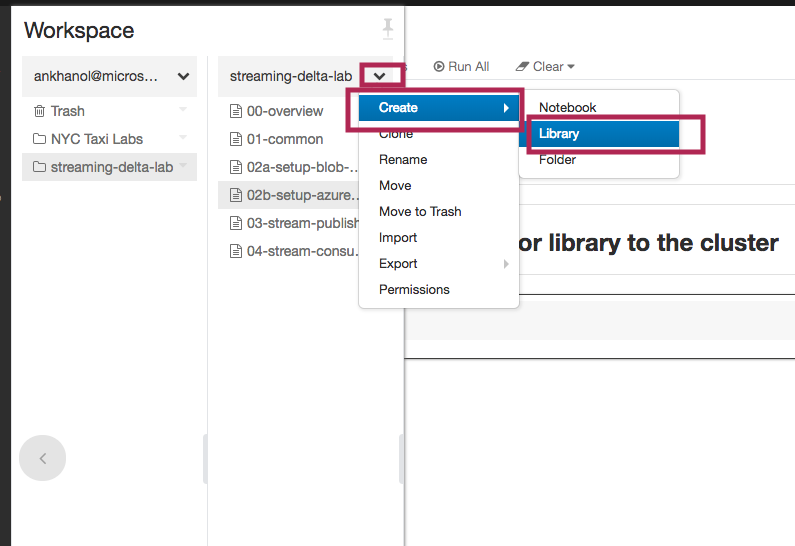 Workspace
ankhanol@micros...
Trash
NYC Taxi Labs
streaming-delta-lab
streaming-delta-lab
00-overview
01-common
02a-setup-blob-...
02b-setup-azure...
03-stream-publish
04-stream-consu...
Run All
Clear
Create
Clone
Rename
Move
Move to Trash
Import
Export
Permissions
Notebook
Library
Folder
or library to the cluster